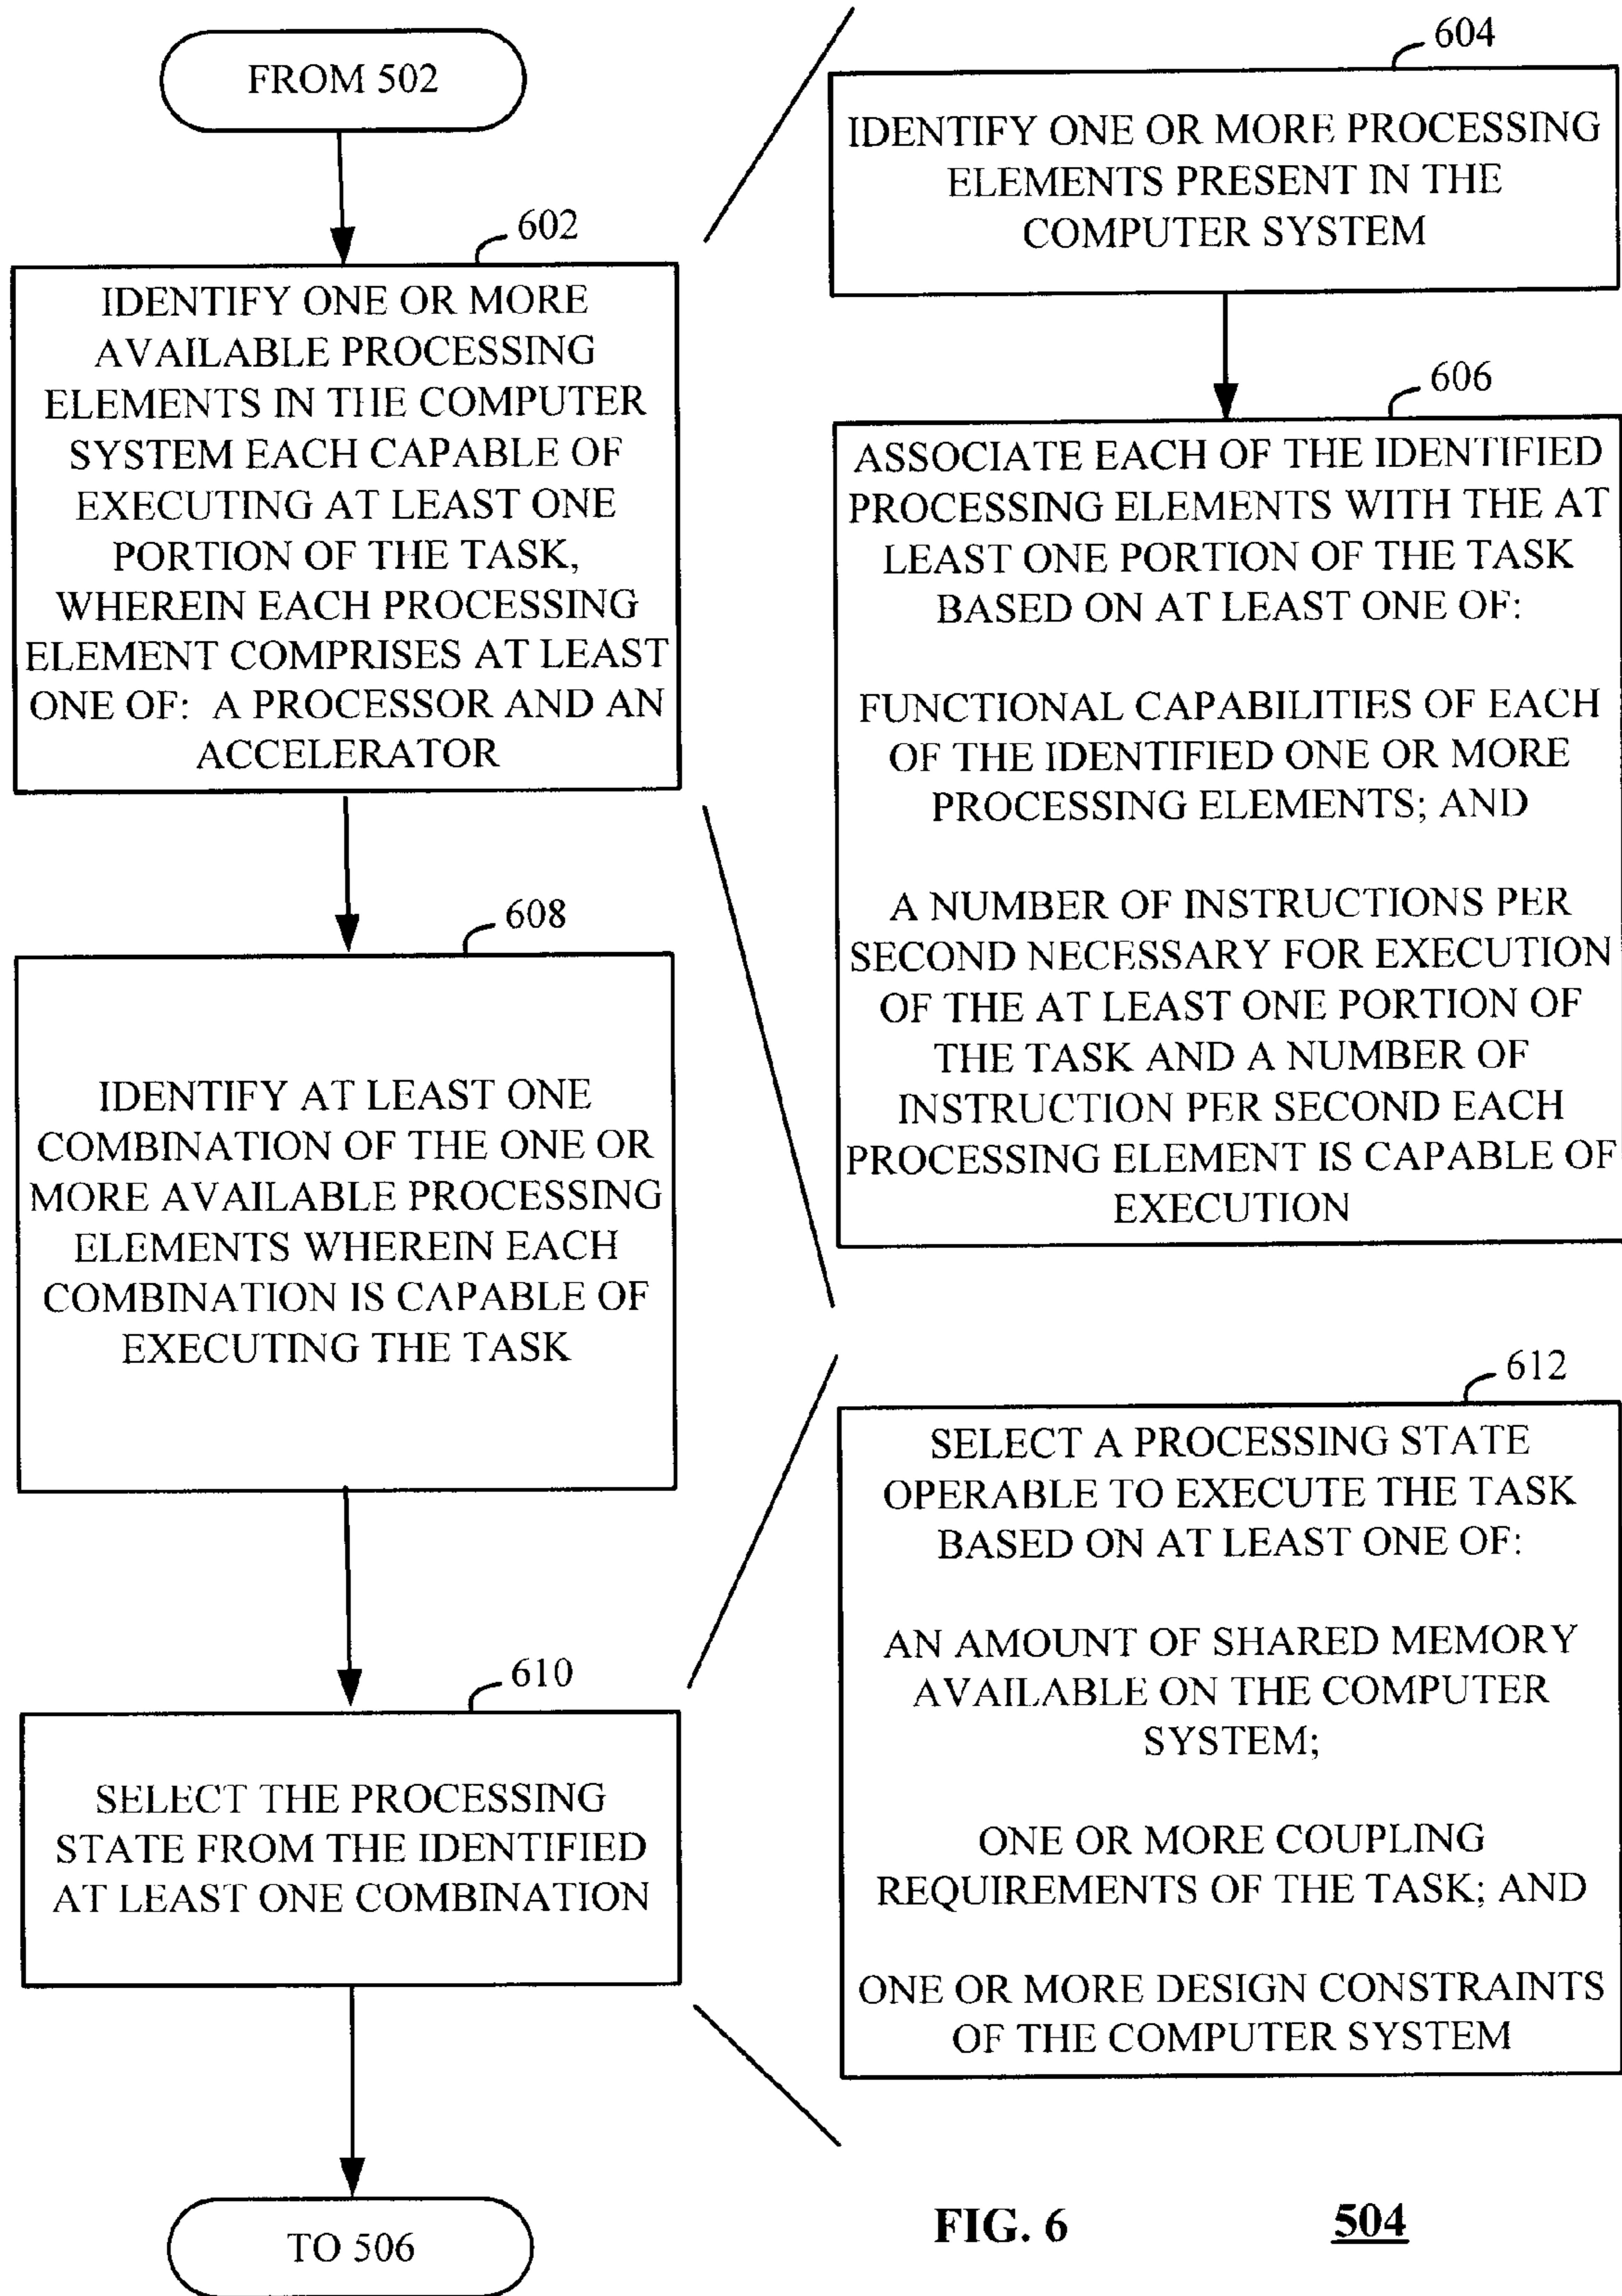 FROM 502
602
IDENTIFY ONE OR MORE
AVAILABLE PROCESSING
ELEMENTS IN THE COMPUTER
SYSTEM EACH CAPABLE OF
EXECUTING AT LEAST ONE
PORTION OF THE TASK,
WHEREIN EACH PROCESSING
ELEMENT COMPRISES AT LEAST
ONE OF: A PROCESSOR AND AN
ACCELERATOR
608
IDENTIFY AT LEAST ONE
COMBINATION OF THE ONE OR
MORE AVAILABLE PROCESSING
ELEMENTS WHEREIN EACH
COMBINATION IS CAPABLE OF
EXECUTING THE TASK
610
SELECT THE PROCESSING
STATE FROM THE IDENTIFIED
AT LEAST ONE COMBINATION
TO 506
604
IDENTIFY ONE OR MORE PROCESSING
ELEMENTS PRESENT IN THE
COMPUTER SYSTEM
606
ASSOCIATE EACH OF THE IDENTIFIED
PROCESSING ELEMENTS WITH THE AT
LEAST ONE PORTION OF THE TASK
BASED ON AT LEAST ONE OF:
FUNCTIONAL CAPABILITIES OF EACH
OF THE IDENTIFIED ONE OR MORE
PROCESSING ELEMENTS; AND
A NUMBER OF INSTRUCTIONS PER
SECOND NECESSARY FOR EXECUTION
OF THE AT LEAST ONE PORTION OF
THE TASK AND A NUMBER OF
INSTRUCTION PER SECOND EACH
PROCESSING ELEMENT IS CAPABLE OF
EXECUTION
612
SELECT A PROCESSING STATE
OPERABLE TO EXECUTE THE TASK
BASED ON AT LEAST ONE OF:
AN AMOUNT OF SHARED MEMORY
AVAILABLE ON THE COMPUTER
SYSTEM;
ONE OR MORE COUPLING
REQUIREMENTS OF THE TASK; AND
ONE OR MORE DESIGN CONSTRAINTS
OF THE COMPUTER SYSTEM
FIG. 6
504